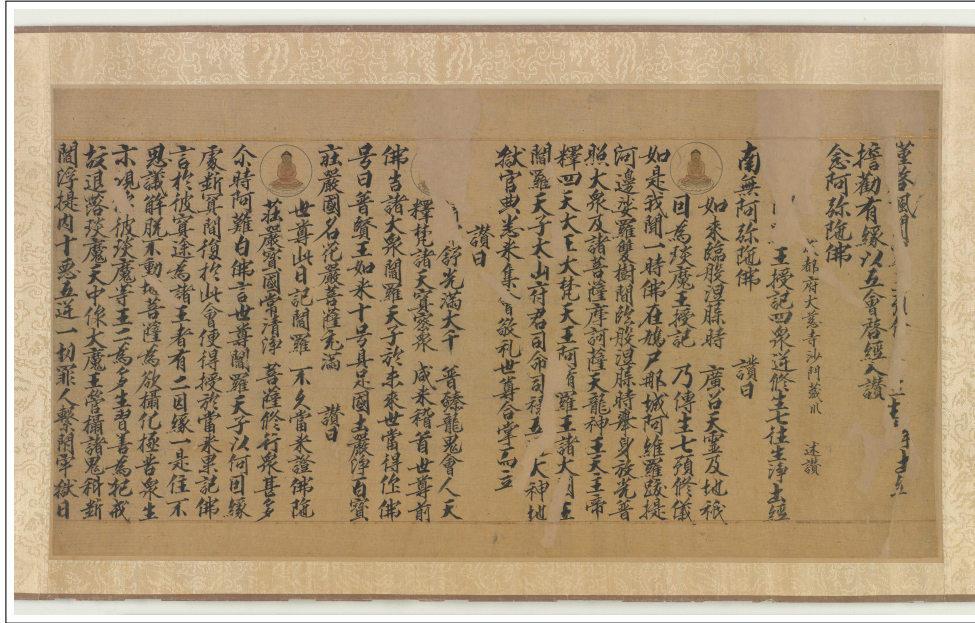 擔勸有緣以五會啓經入讃
念阿弥陁佛
都府大慈寺沙門藏川 述讃
王授記四衆逆修生七往生淨土經
南無阿弥陁佛 讃曰
如来臨般涅槃時 廣召天靈及地祇
因為琰魔王授記 乃傳生七預修儀
如是我聞一時佛在鳩尸那城阿維羅跋提
河邊娑羅雙樹間臨般涅槃時舉身放光普
照大衆及諸菩薩摩訶薩天龍神王天王帝
釋四天大王大梵天王阿脩羅王諸大国王
閻羅天子太山府君司命司禄五大神地
獄官典悉来集會敬礼世尊合掌而立
讃曰
舒光滿大千 普臻龍鬼會人天
釋梵諸天冥密衆 咸来稽首世尊前
佛告諸大衆閻羅天子於未来世當得作佛
号曰普賢王如来十号具足國土嚴淨百寳
莊嚴國名花嚴菩薩充滿 讃曰
世尊此日記閻羅 不久當来證佛陁
莊嚴寳國常清淨 菩薩修行衆甚多
尒時阿難白佛言世尊閻羅天子以何因緣
處断冥間復於此會便得授於當来果記佛
言於彼冥途為諸王者有二因緣一是住不
思議解脱不動地菩薩為欲攝化極苦衆生
示現彼琰魔等王二為多生習善為犯戒
故退落琰魔天中作大魔王管攝諸鬼科断
閻浮提内十惡五逆一切罪人繫閉牢獄日